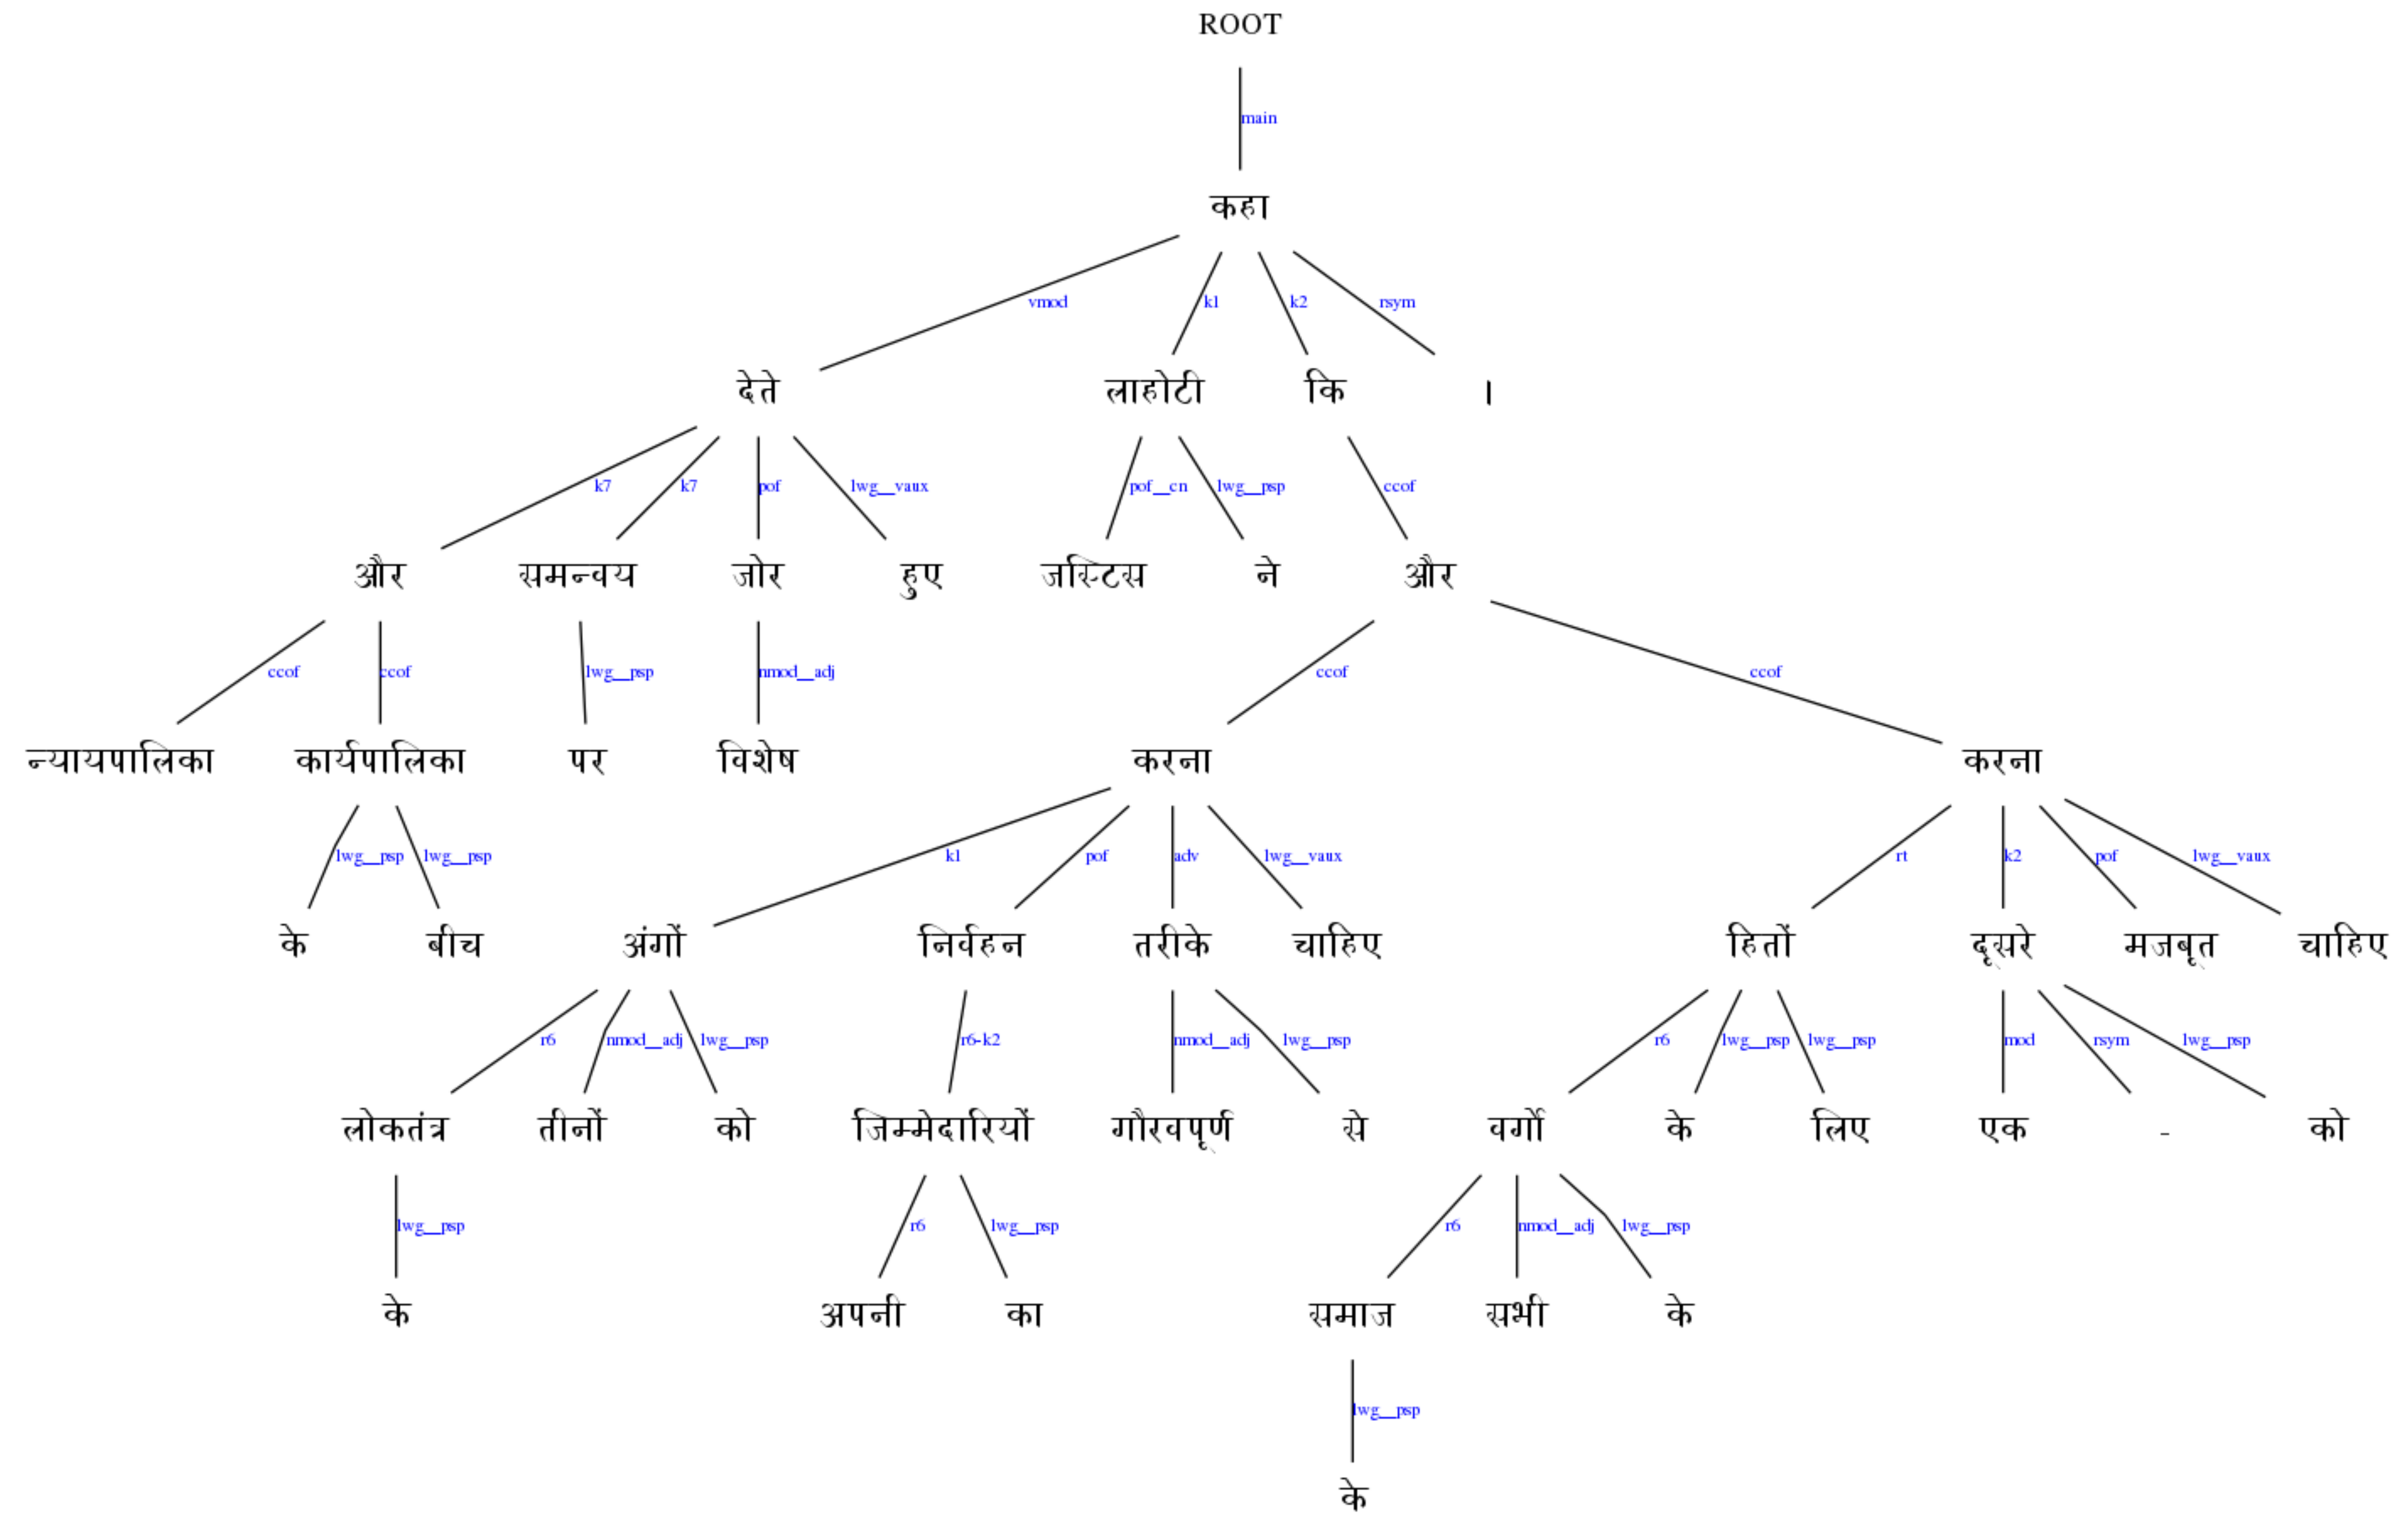 ROOT
main
कहा
vmod k1 k2 rsym
देते लाहोटी कि ।
k7 k7 pof lwg__vaux pof__cn lwg__psp ccof
और समन्वय जोर हुए जस्टिस ने और
ccof ccof lwg__psp nmod__adj ccof ccof
न्यायपालिका कार्यपालिका पर विशेष करना करना
lwg__psp lwg__psp k1 pof adv lwg__vaux rt k2 pof lwg__vaux
के बीच अंगों निर्वहन तरीके चाहिए हितों दूसरे मजबूत चाहिए
r6 nmod__adj lwg__psp r6-k2 nmod__adj lwg__psp r6 lwg__psp lwg__psp mod rsym lwg__psp
लोकतंत्र तीनों को जिम्मेदारियों गौरवपूर्ण से वर्गों के लिए एक - को
lwg__psp r6 lwg__psp r6 nmod__adj lwg__psp
के अपनी का समाज सभी के
lwg__psp
के